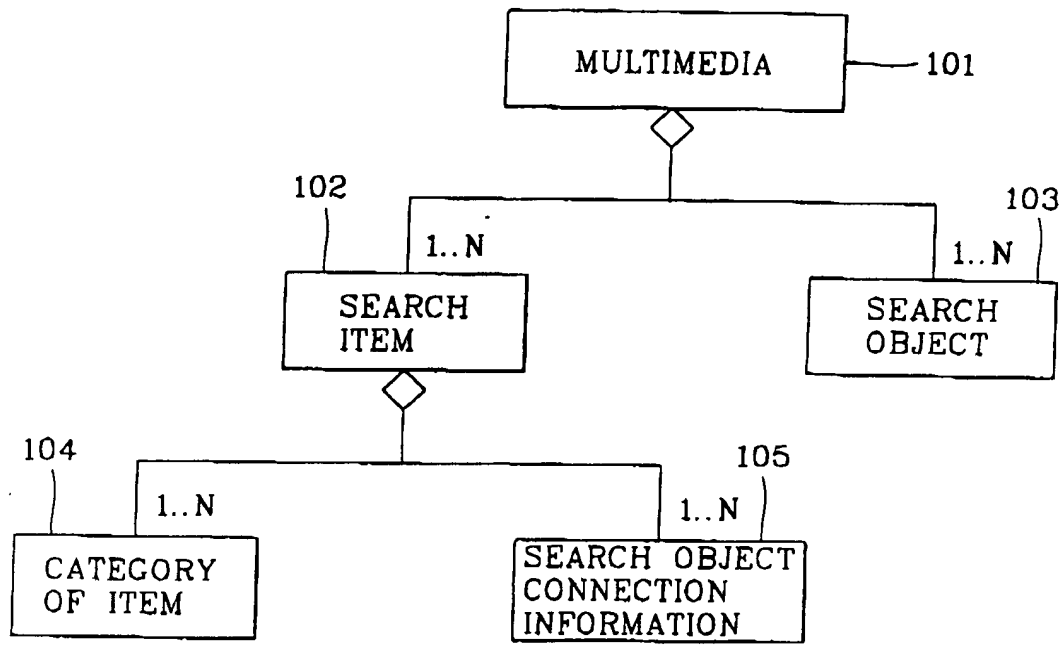 MULTIMEDIA
101
102
103
1..N
1..N
SEARCH
ITEM
SEARCH
OBJECT
104
105
1..N
1..N
CATEGORY
OF ITEM
SEARCH OBJECT
CONNECTION
INFORMATION